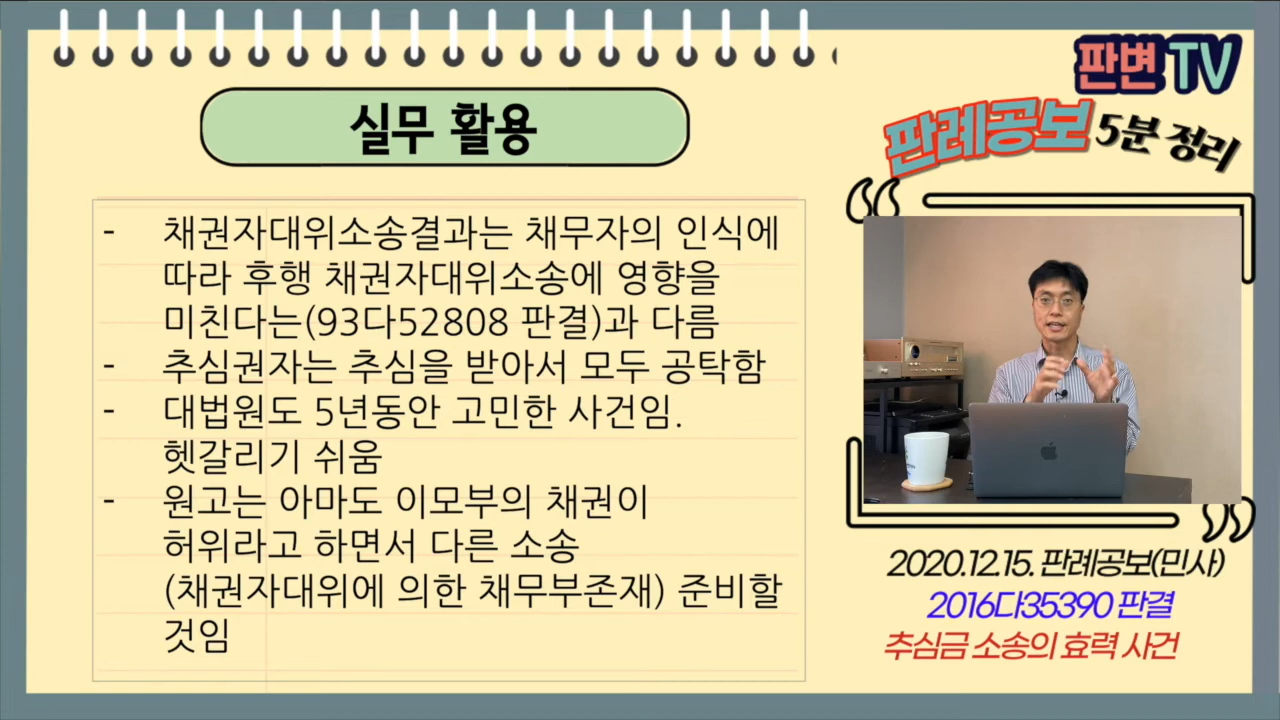 판변 TV
판례공보 5분 정리
실무 활용
- 채권자대위소송결과는 채무자의 인식에
따라 후행 채권자대위소송에 영향을
미친다는(93다52808 판결)과 다름
- 추심권자는 추심을 받아서 모두 공탁함
- 대법원도 5년동안 고민한 사건임.
헷갈리기 쉬움
- 원고는 아마도 이모부의 채권이
허위라고 하면서 다른 소송
(채권자대위에 의한 채무부존재) 준비할
것임
2020.12.15. 판례공보(민사)
2016다35390 판결
추심금 소송의 효력 사건